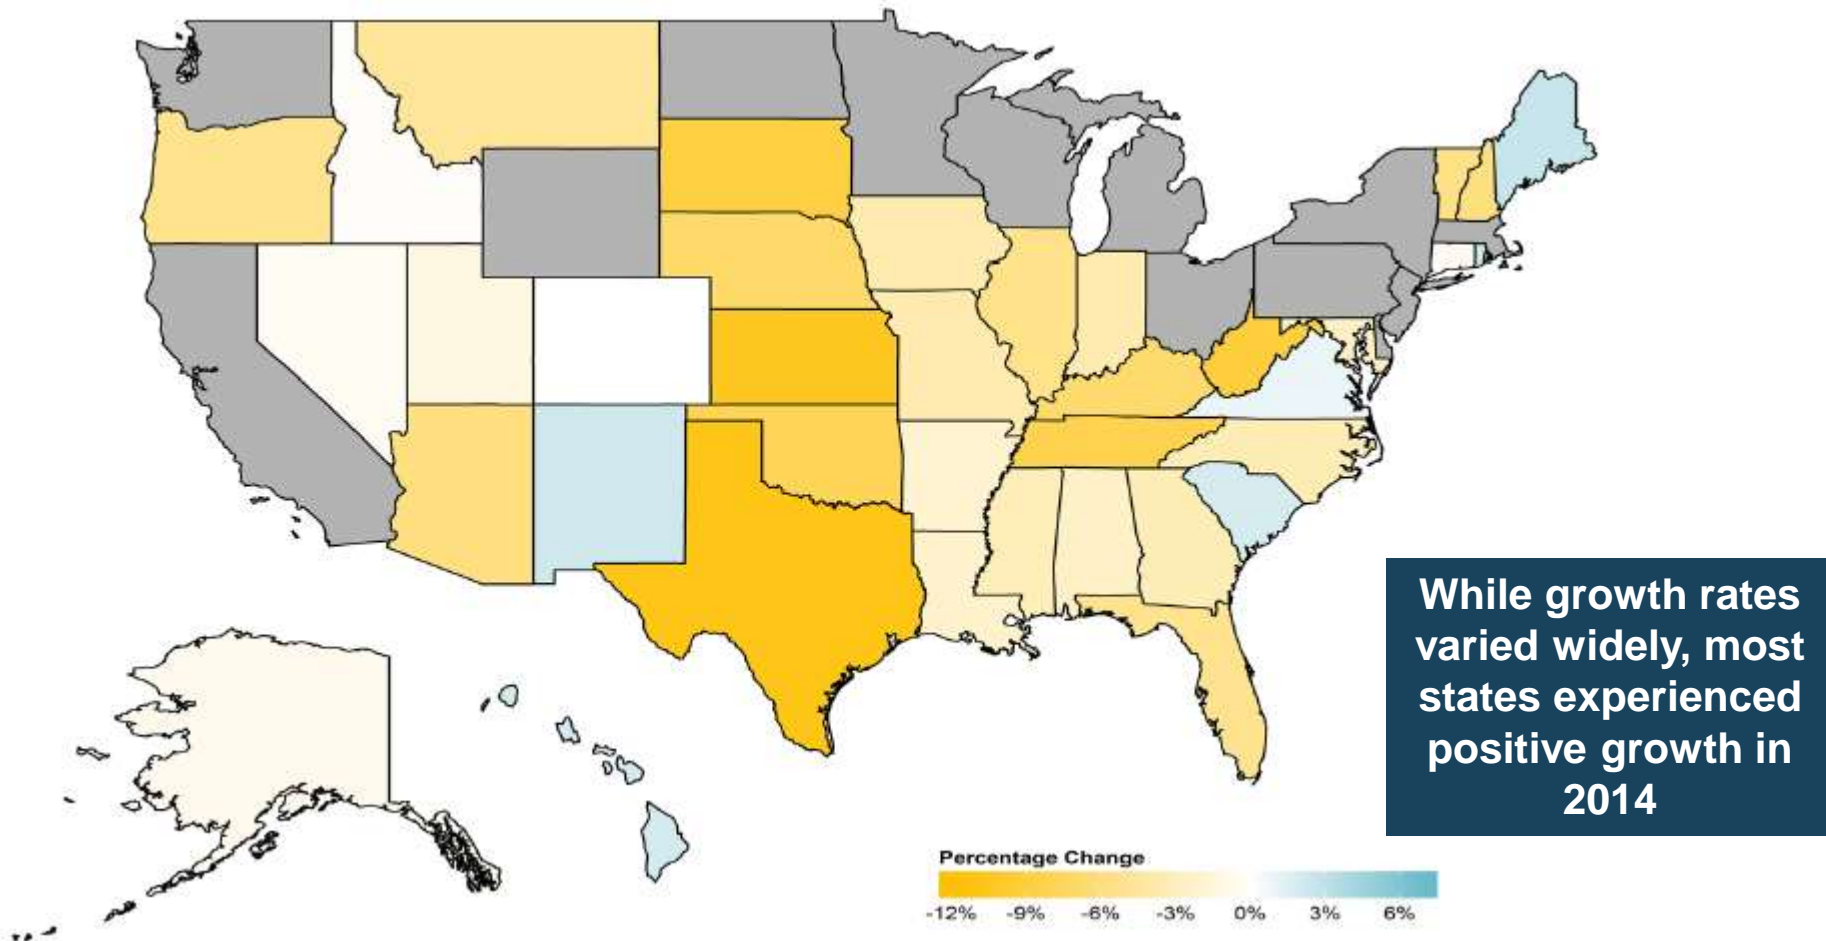 While growth rates
varied widely, most
states experienced
positive growth in
2014
Percentage Change
-12% -9% -6% -3% 0% 3% 6%